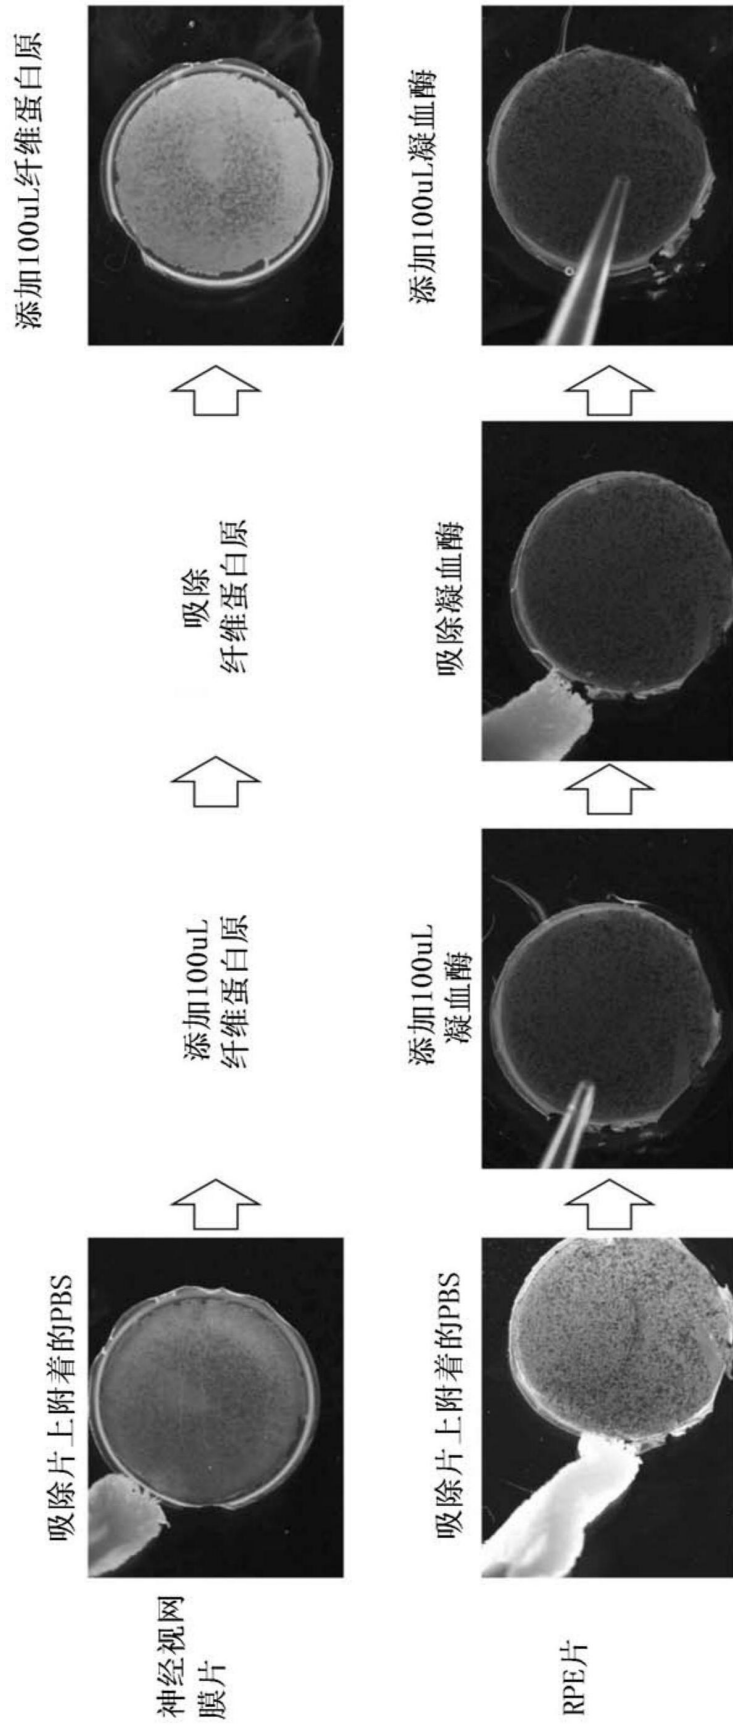 神经视网
膜片
吸除片上附着的PBS
添加100uL
纤维蛋白原
吸除
纤维蛋白原
添加100uL纤维蛋白原
RPE片
吸除片上附着的PBS
添加100uL
凝血酶
吸除凝血酶
添加100uL凝血酶